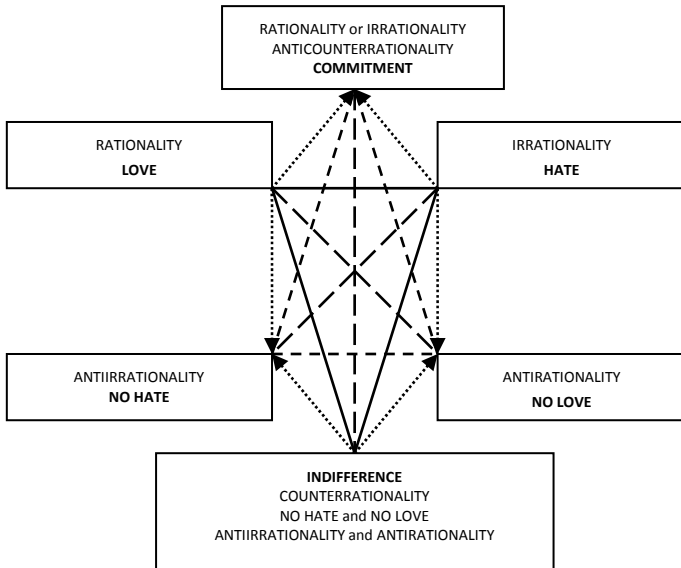 RATIONALITY or IRRATIONALITY
ANTICOUNTERRATIONALITY
COMMITMENT
RATIONALITY
LOVE
IRRATIONALITY
HATE
ANTIIRRATIONALITY
NO HATE
ANTIRATIONALITY
NO LOVE
INDIFFERENCE
COUNTERRATIONALITY
NO HATE and NO LOVE
ANTIIRRATIONALITY and ANTIRATIONALITY